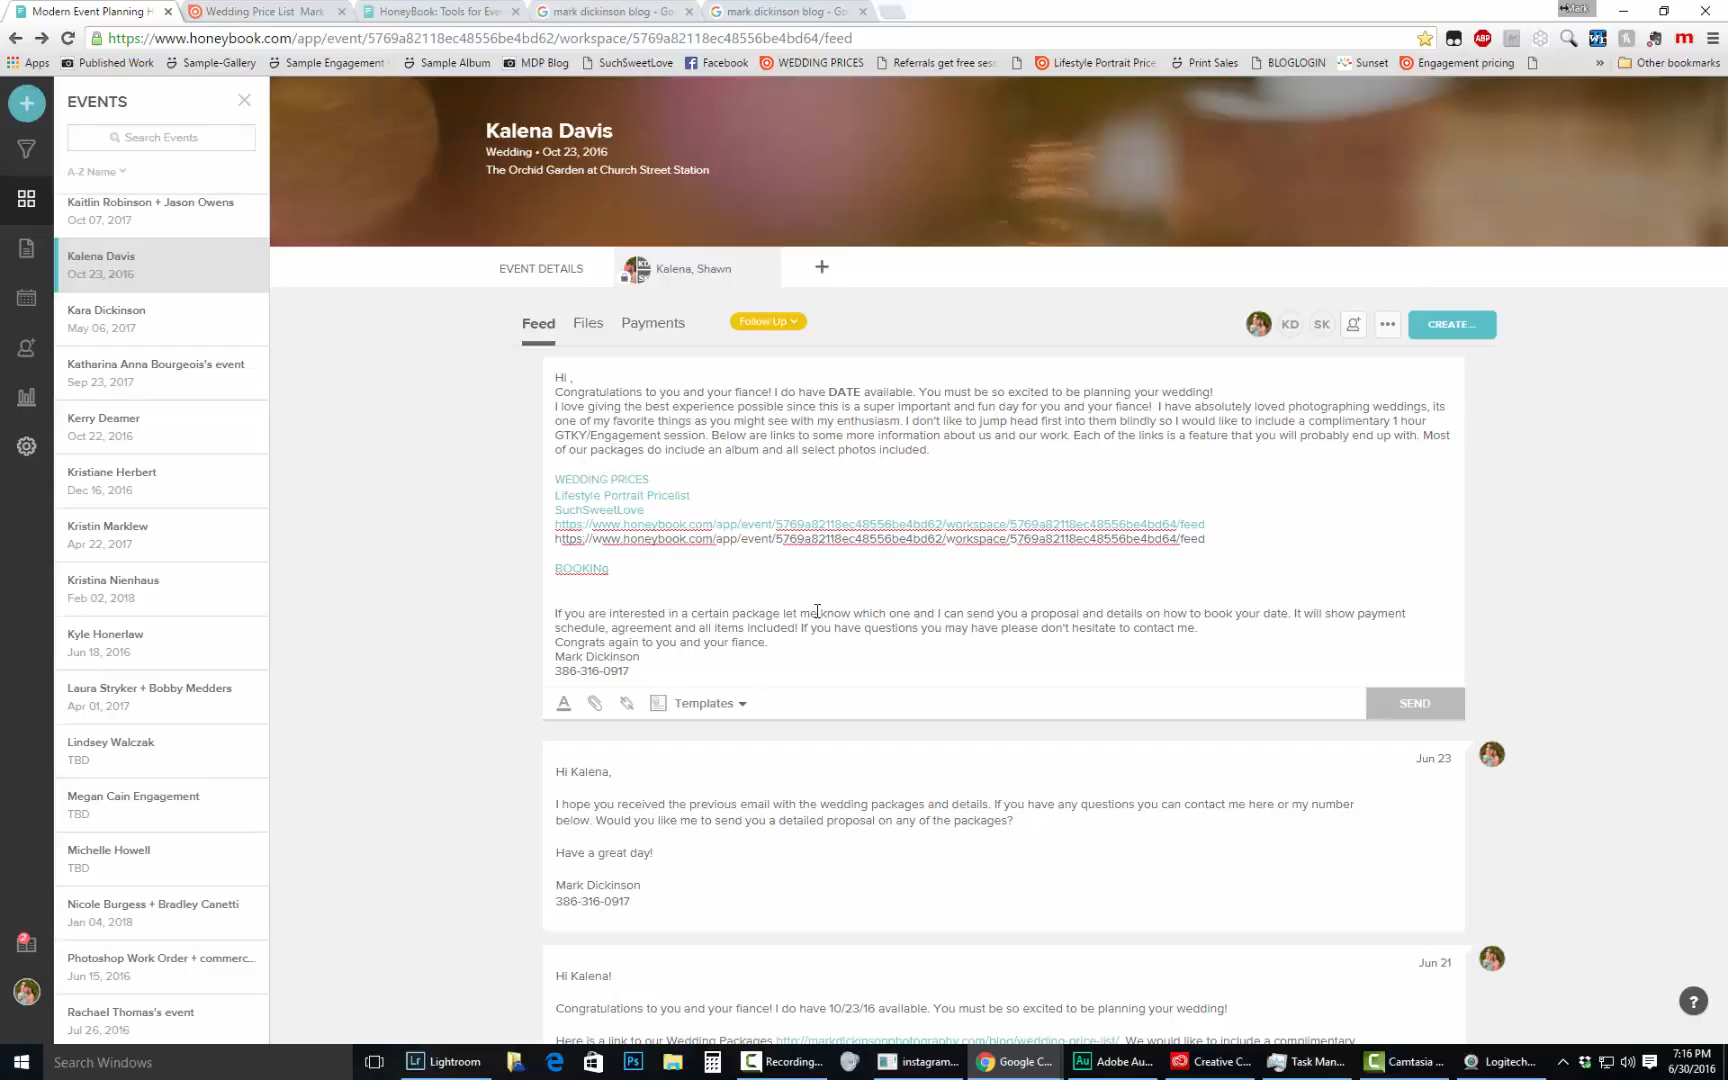 Modern Event Planning H
Wedding Price List Mark
HoneyBook: Tools for Eve
mark dickinson blog - Go
mark dickinson blog - Go
Mark
https://www.honeybook.com/app/event/5769a82118ec48556be4bd62/workspace/5769a82118ec48556be4bd64/feed
Apps
Published Work
Sample-Gallery
Sample Engagement
Sample Album
MDP Blog
SuchSweetLove
Facebook
WEDDING PRICES
Referrals get free ses
Lifestyle Portrait Price
Print Sales
BLOGLOGIN
Sunset
Engagement pricing
Other bookmarks
EVENTS
Search Events
A-Z Name
Kaitlin Robinson + Jason Owens
Oct 07, 2017
Kalena Davis
Oct 23, 2016
Kara Dickinson
May 06, 2017
Katharina Anna Bourgeois's event
Sep 23, 2017
Kerry Deamer
Oct 22, 2016
Kristiane Herbert
Dec 16, 2016
Kristin Marklew
Apr 22, 2017
Kristina Nienhaus
Feb 02, 2018
Kyle Honerlaw
Jun 18, 2016
Laura Stryker + Bobby Medders
Apr 01, 2017
Lindsey Walczak
TBD
Megan Cain Engagement
TBD
Michelle Howell
TBD
Nicole Burgess + Bradley Canetti
Jan 04, 2018
Photoshop Work Order + commerc...
Jun 15, 2016
Rachael Thomas's event
Jul 26, 2016
2
Kalena Davis
Wedding • Oct 23, 2016
The Orchid Garden at Church Street Station
EVENT DETAILS
KD
SK
Kalena, Shawn
+
Feed
Files
Payments
Follow Up
KD
SK
CREATE...
Hi ,
Congratulations to you and your fiance! I do have DATE available. You must be so excited to be planning your wedding!
I love giving the best experience possible since this is a super important and fun day for you and your fiance!  I have absolutely loved photographing weddings, its
one of my favorite things as you might see with my enthusiasm. I don't like to jump head first into them blindly so I would like to include a complimentary 1 hour
GTKY/Engagement session. Below are links to some more information about us and our work. Each of the links is a feature that you will probably end up with. Most
of our packages do include an album and all select photos included.
WEDDING PRICES
Lifestyle Portrait Pricelist
SuchSweetLove
https://www.honeybook.com/app/event/5769a82118ec48556be4bd62/workspace/5769a82118ec48556be4bd64/feed
https://www.honeybook.com/app/event/5769a82118ec48556be4bd62/workspace/5769a82118ec48556be4bd64/feed
BOOKINg
If you are interested in a certain package let me know which one and I can send you a proposal and details on how to book your date. It will show payment
schedule, agreement and all items included! If you have questions you may have please don't hesitate to contact me.
Congrats again to you and your fiance.
Mark Dickinson
386-316-0917
A
Templates
SEND
Jun 23
Hi Kalena,
I hope you received the previous email with the wedding packages and details. If you have any questions you can contact me here or my number
below. Would you like me to send you a detailed proposal on any of the packages?
Have a great day!
Mark Dickinson
386-316-0917
Jun 21
Hi Kalena!
Congratulations to you and your fiance! I do have 10/23/16 available. You must be so excited to be planning your wedding!
Here is a link to our Wedding Packages http://markdickinsonphotography.com/blog/wedding-price-list/. We would like to include a complimentary
?
Search Windows
Lightroom
Recording...
instagram...
Google C...
Adobe Au...
Creative C...
Task Man...
Camtasia ...
Logitech...
7:16 PM
6/30/2016